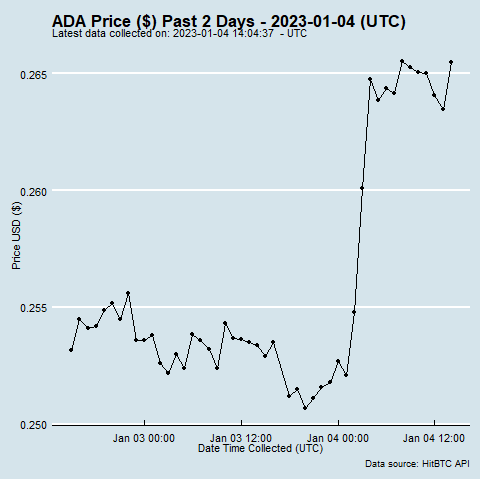 ADA Price ($) Past 2 Days - 2023-01-04 (UTC)
Latest data collected on: 2023-01-04 14:04:37  - UTC
0.265
0.260
0.255
0.250
Price USD ($)
Jan 03 00:00 Jan 03 12:00 Jan 04 00:00 Jan 04 12:00
Date Time Collected (UTC)
Data source: HitBTC API